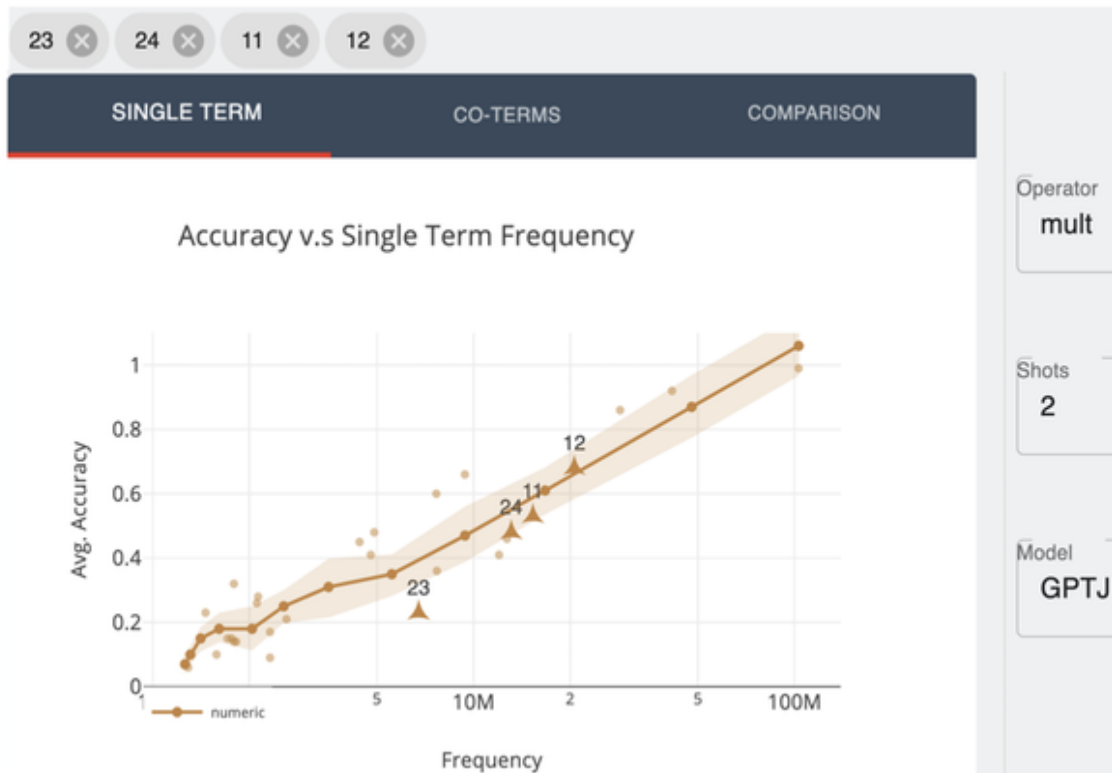 23 24 11 12
SINGLE TERM CO-TERMS COMPARISON
Operator
mult
Accuracy v.s Single Term Frequency
Shots
2
Model
GPTJ
Avg. Accuracy
1
0.8
0.6
0.4
0.2
0
12
11
24
23
1 5 10M 2 5 100M
numeric
Frequency